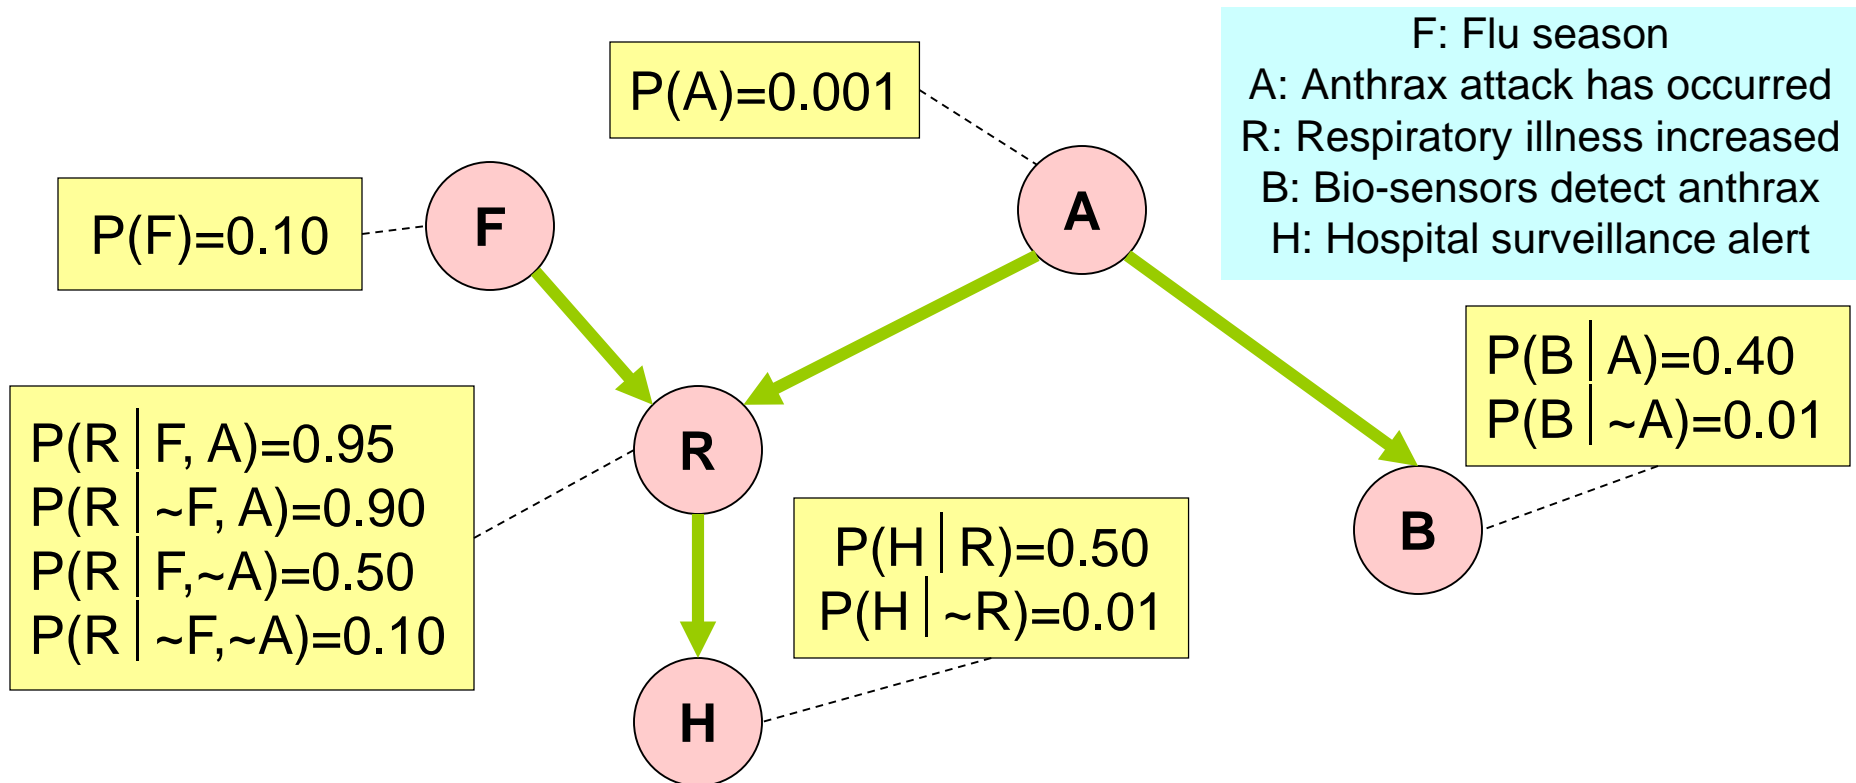 F: Flu season
A: Anthrax attack has occurred
R: Respiratory illness increased
B: Bio-sensors detect anthrax
H: Hospital surveillance alert
P(A)=0.001
P(F)=0.10
F
A
P(B | A)=0.40
P(B | ~A)=0.01
P(R | F, A)=0.95
P(R | ~F, A)=0.90
P(R | F,~A)=0.50
P(R | ~F,~A)=0.10
R
P(H | R)=0.50
P(H | ~R)=0.01
B
H